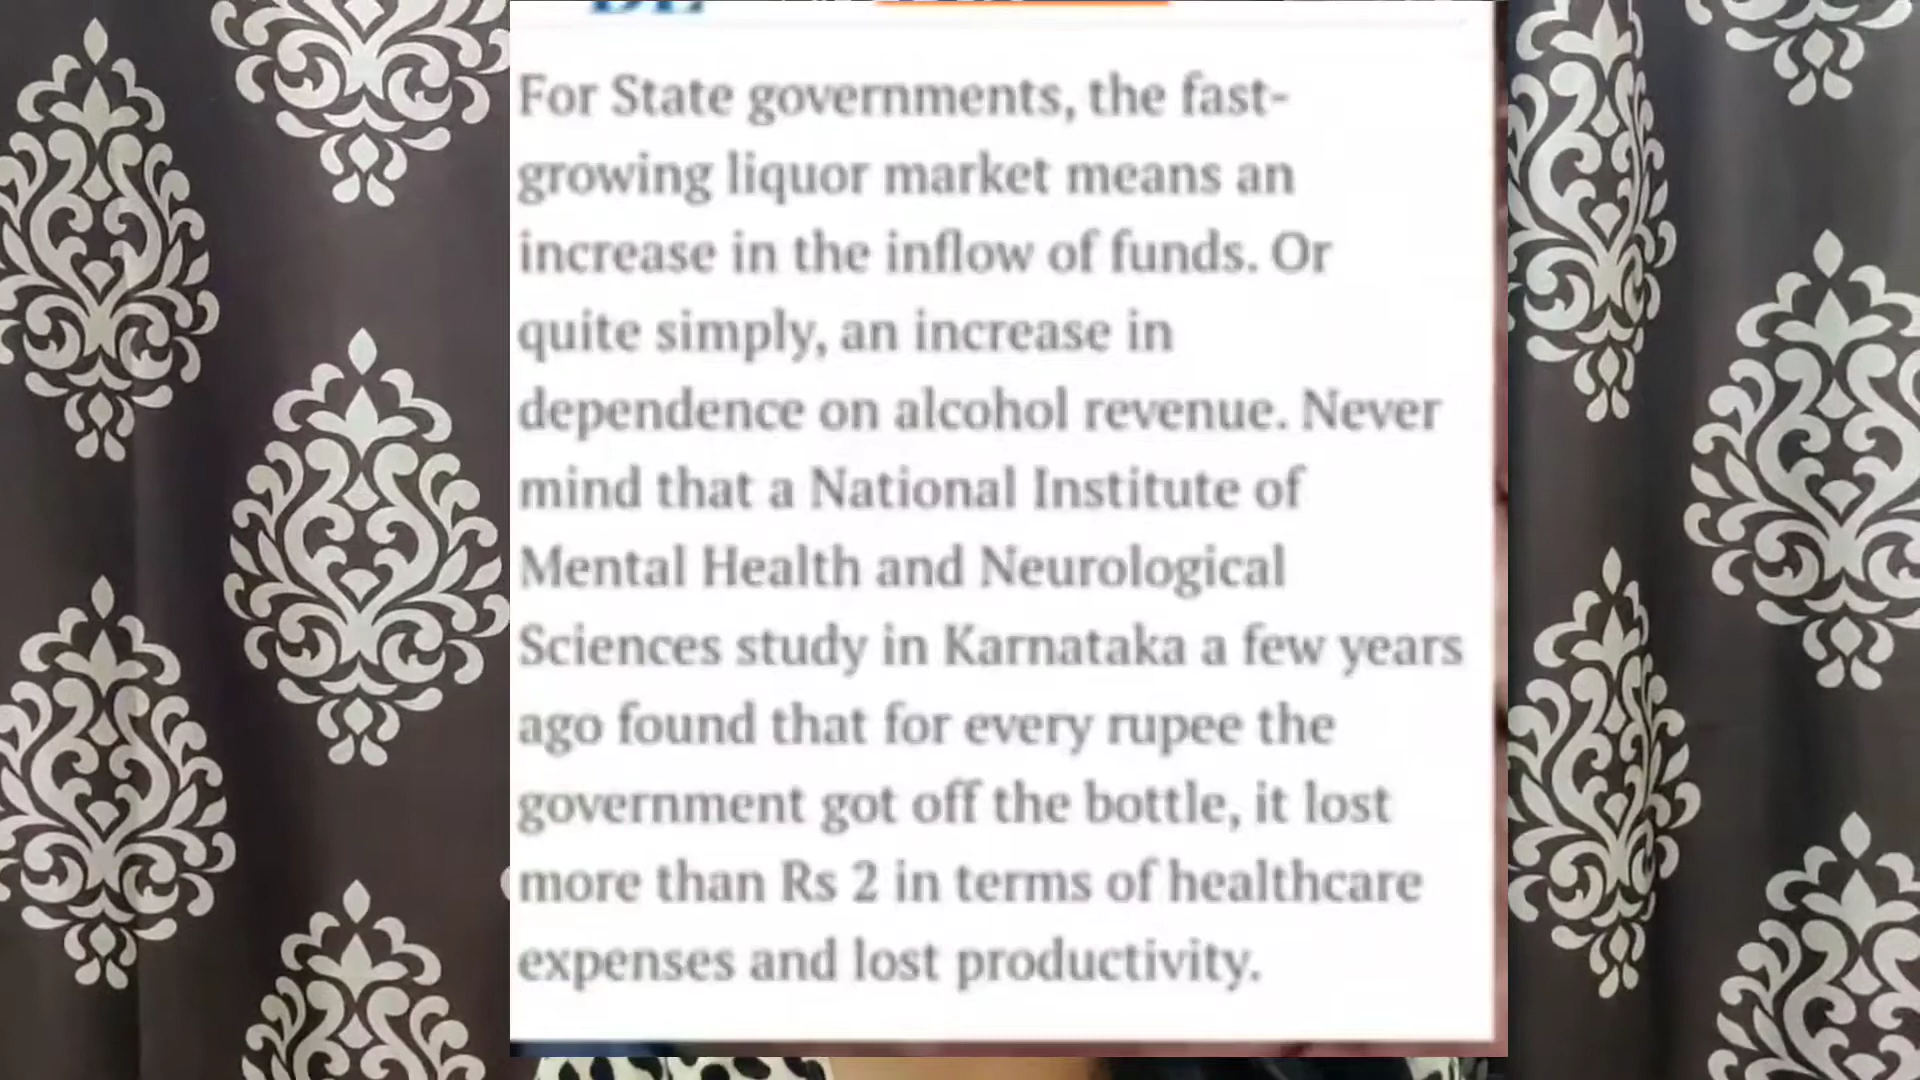 For State governments, the fast-
growing liquor market means an
increase in the inflow of funds. Or
quite simply, an increase in
dependence on alcohol revenue. Never
mind that a National Institute of
Mental Health and Neurological
Sciences study in Karnataka a few years
ago found that for every rupee the
government got off the bottle, it lost
more than Rs 2 in terms of healthcare
expenses and lost productivity.